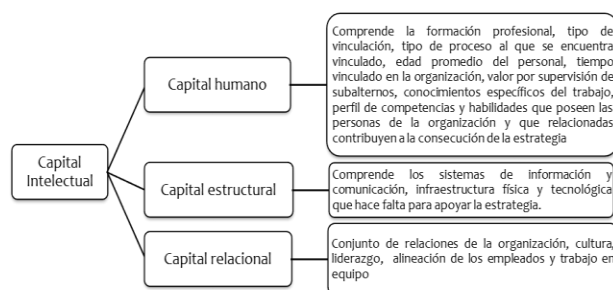 Capital
Intelectual
Capital humano
Comprende la formación profesional, tipo de
vinculación, tipo de proceso al que se encuentra
vinculado, edad promedio del personal, tiempo
vinculado en la organización, valor por supervisión de
subalternos, conocimientos específicos del trabajo,
perfil de competencias y habilidades que poseen las
personas de la organización y que relacionadas
contribuyen a la consecución de la estrategia
Capital estructural
Comprende los sistemas de información y
comunicación, infraestructura física y tecnológica
que hace falta para apoyar la estrategia.
Capital relacional
Conjunto de relaciones de la organización, cultura,
liderazgo, alineación de los empleados y trabajo en
equipo